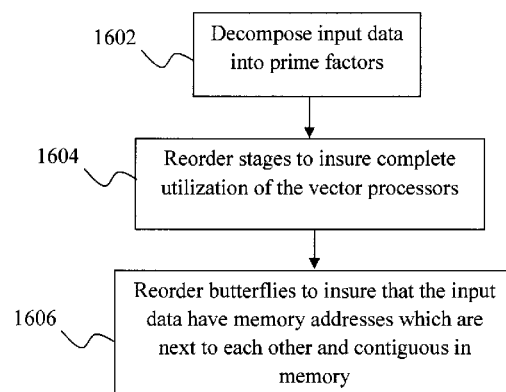 1602
Decompose input data
into prime factors
1604
Reorder stages to insure complete
utilization of the vector processors
1606
Reorder butterflies to insure that the input
data have memory addresses which are
next to each other and contiguous in
memory